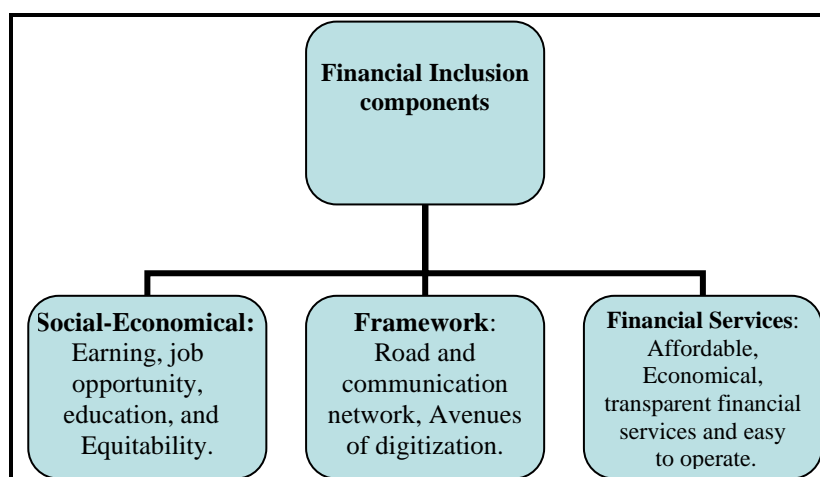 Financial Inclusion
components
Social-Economical:
Earning, job
opportunity,
education, and
Equitability.
Framework:
Road and
communication
network, Avenues
of digitization.
Financial Services:
Affordable,
Economical,
transparent financial
services and easy
to operate.